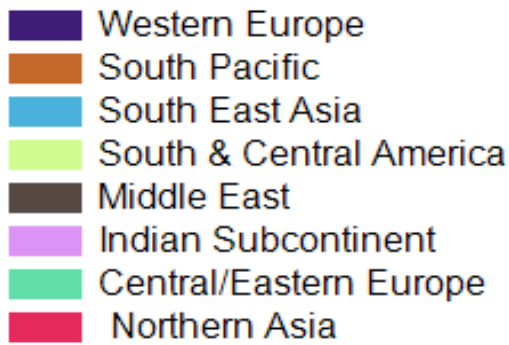 Western Europe
South Pacific
South East Asia
South & Central America
Middle East
Indian Subcontinent
Central/Eastern Europe
Northern Asia